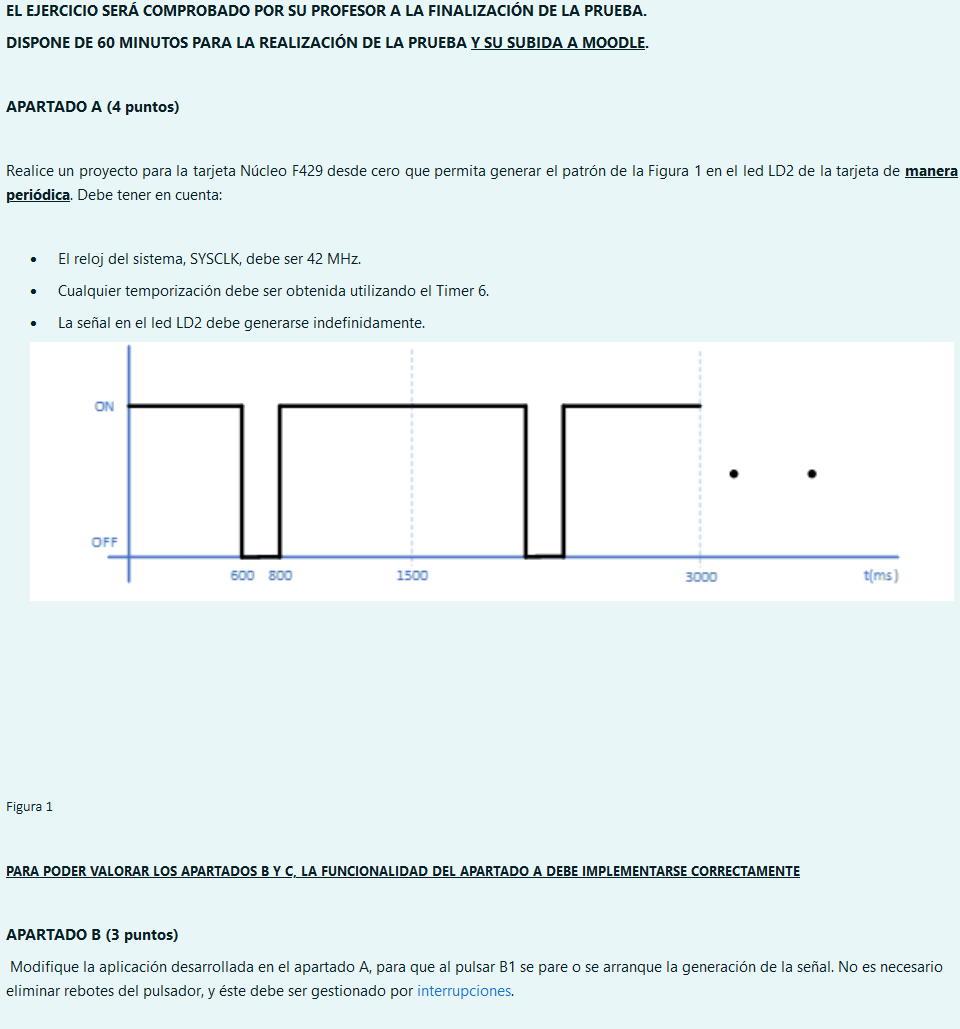 EL EJERCICIO SERÁ COMPROBADO POR SU PROFESOR A LA FINALIZACIÓN DE LA PRUEBA.
DISPONE DE 60 MINUTOS PARA LA REALIZACIÓN DE LA PRUEBA Y SU SUBIDA A MOODLE.
APARTADO A (4 puntos)
Realice un proyecto para la tarjeta Núcleo F429 desde cero que permita generar el patrón de la Figura 1 en el led LD2 de la tarjeta de manera
periódica. Debe tener en cuenta:
• El reloj del sistema, SYSCLK, debe ser 42 MHz.
• Cualquier temporización debe ser obtenida utilizando el Timer 6.
• La señal en el led LD2 debe generarse indefinidamente.
ON
OFF
600 800 1500 3000 t(ms)
Figura 1
PARA PODER VALORAR LOS APARTADOS B Y C, LA FUNCIONALIDAD DEL APARTADO A DEBE IMPLEMENTARSE CORRECTAMENTE
APARTADO B (3 puntos)
Modifique la aplicación desarrollada en el apartado A, para que al pulsar B1 se pare o se arranque la generación de la señal. No es necesario
eliminar rebotes del pulsador, y éste debe ser gestionado por interrupciones.